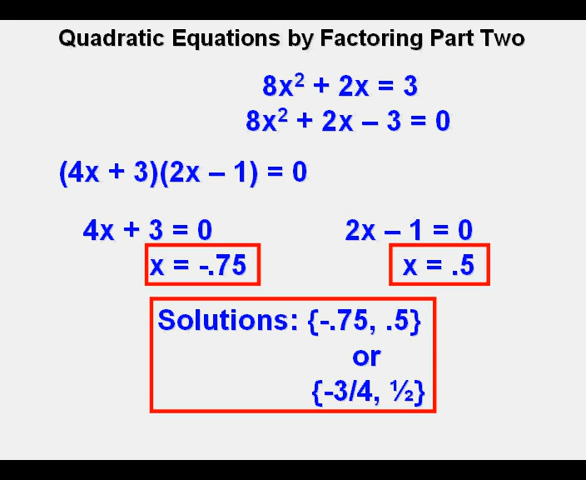 Quadratic Equations by Factoring Part Two
8x² + 2x = 3
8x² + 2x – 3 = 0
(4x + 3)(2x – 1) = 0
4x + 3 = 0 2x – 1 = 0
x = -.75 x = .5
Solutions: {-.75, .5}
or
{-3/4, ½}